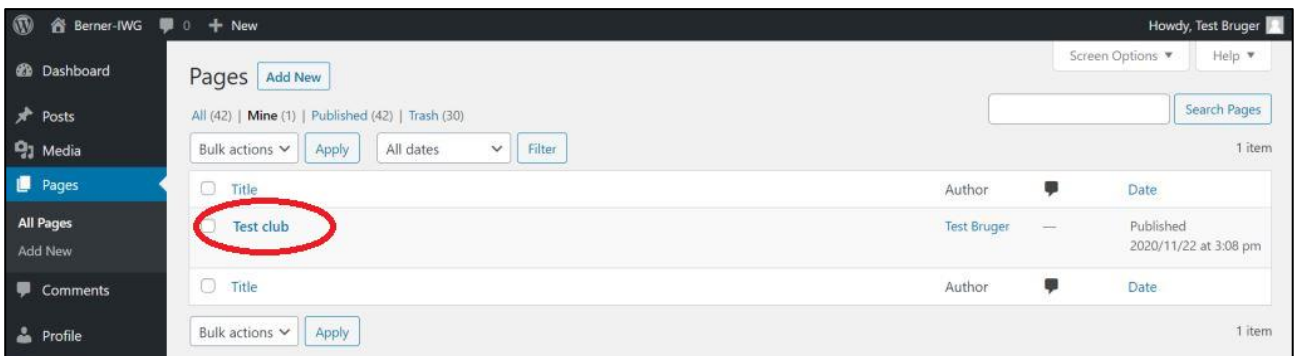 Berner-IWG 0 New Howdy, Test Bruger
Screen Options Help
Dashboard
Posts
Media
Pages
All Pages
Add New
Comments
Profile
Pages Add New
All (42) | Mine (1) | Published (42) | Trash (30)
Search Pages
Bulk actions Apply All dates Filter 1 item
Title Author Date
Test club Test Bruger — Published
2020/11/22 at 3:08 pm
Title Author Date
Bulk actions Apply 1 item